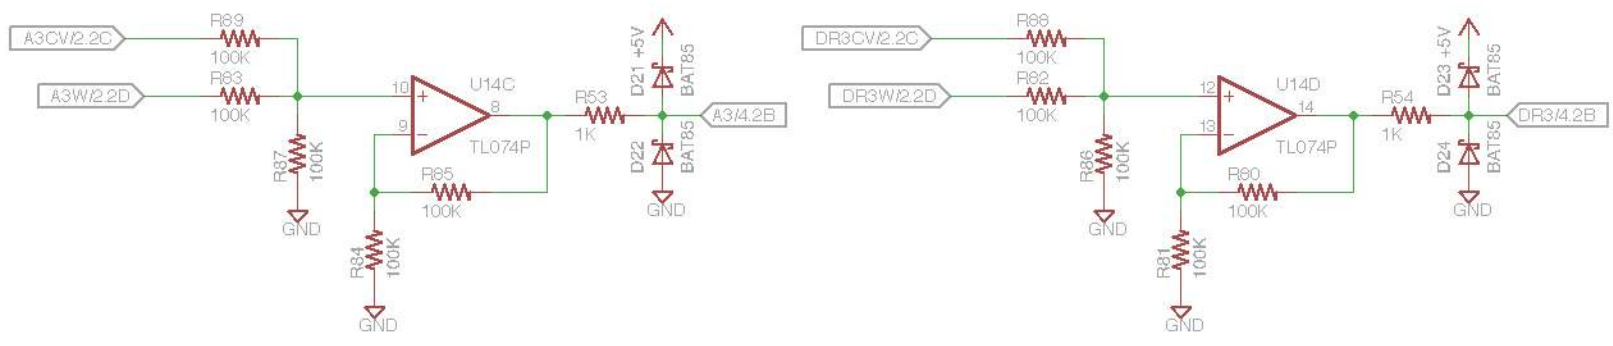 R89
A3CV/2.2C
100K
R83
A3W/2.2D
100K
R87
100K
GND
10
+
9
-
U14C
8
TL074P
R85
100K
R84
100K
GND
R53
1K
D21
+5V
BAT85
A3/4.2B
D22
BAT85
GND
R88
DR3CV/2.2C
100K
R82
DR3W/2.2D
100K
R86
100K
GND
12
+
13
-
U14D
14
TL074P
R80
100K
R81
100K
GND
R54
1K
D23
+5V
BAT85
DR3/4.2B
D24
BAT85
GND